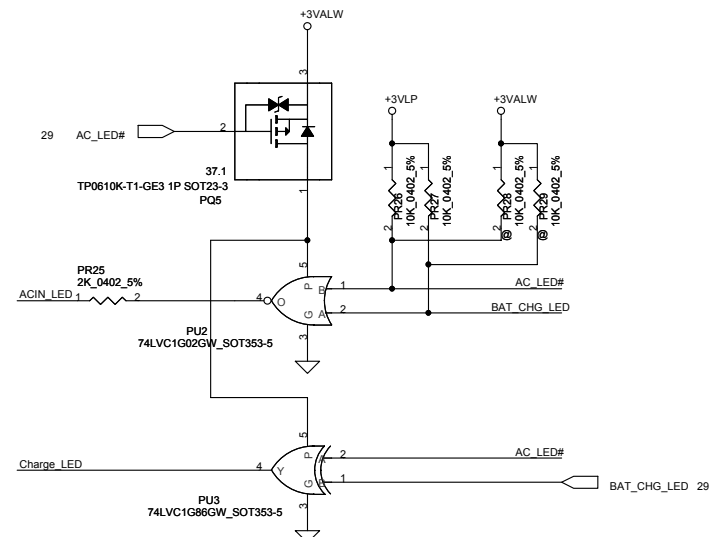 +3VALW
3
29 AC_LED#
2
37.1
TP0610K-T1-GE3 1P SOT23-3
PQ5
1
+3VLP
+3VALW
1
PR26
10K_0402_5%
2
1
PR27
10K_0402_5%
2
1
PR28
10K_0402_5%
2
@
1
PR29
10K_0402_5%
2
@
PR25
2K_0402_5%
ACIN_LED 1 2
4 O
5
P
B 1 AC_LED#
G A 2 BAT_CHG_LED
3
PU2
74LVC1G02GW_SOT353-5
5
P
A 2 AC_LED#
Charge_LED 4 Y
G B 1 BAT_CHG_LED 29
3
PU3
74LVC1G86GW_SOT353-5